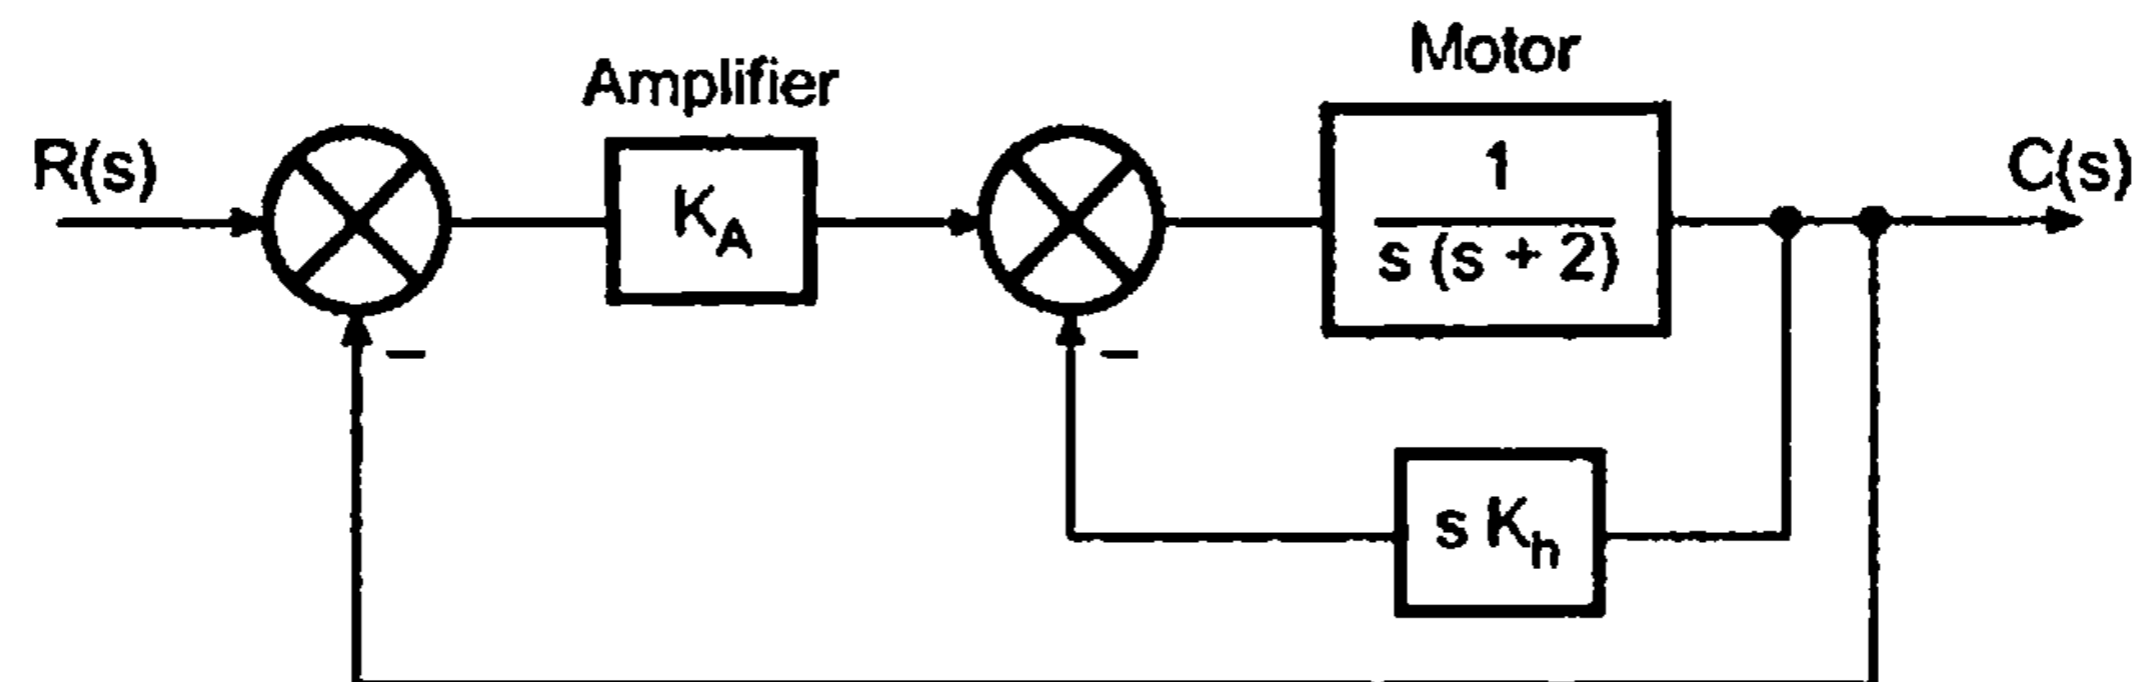 Motor
Amplifier
R(s)
K_A
1
s (s + 2)
C(s)
–
–
s K_h